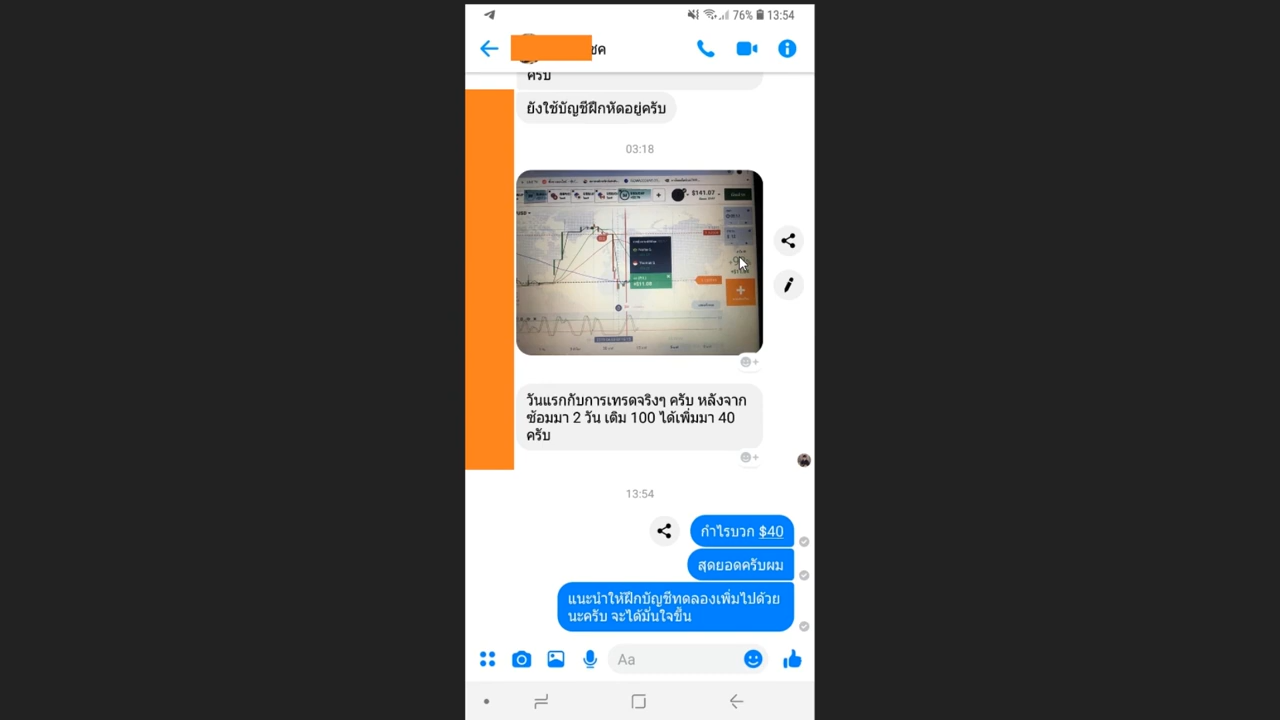 76% 13:54
ชค
ครับ
ยังใช้บัญชีฝึกหัดอยู่ครับ
03:18
$141.07
+$11.08
วันแรกกับการเทรดจริงๆ ครับ หลังจาก
ซ้อมมา 2 วัน เดิม 100 ได้เพิ่มมา 40
ครับ
13:54
กำไรบวก $40
สุดยอดครับผม
แนะนำให้ฝึกบัญชีทดลองเพิ่มไปด้วย
นะครับ จะได้มั่นใจขึ้น
Aa